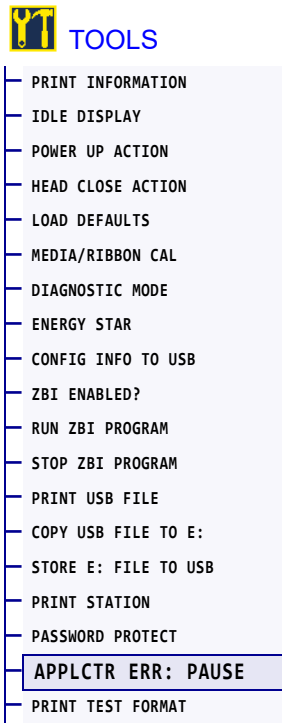 TOOLS
PRINT INFORMATION
IDLE DISPLAY
POWER UP ACTION
HEAD CLOSE ACTION
LOAD DEFAULTS
MEDIA/RIBBON CAL
DIAGNOSTIC MODE
ENERGY STAR
CONFIG INFO TO USB
ZBI ENABLED?
RUN ZBI PROGRAM
STOP ZBI PROGRAM
PRINT USB FILE
COPY USB FILE TO E:
STORE E: FILE TO USB
PRINT STATION
PASSWORD PROTECT
APPLCTR ERR: PAUSE
PRINT TEST FORMAT